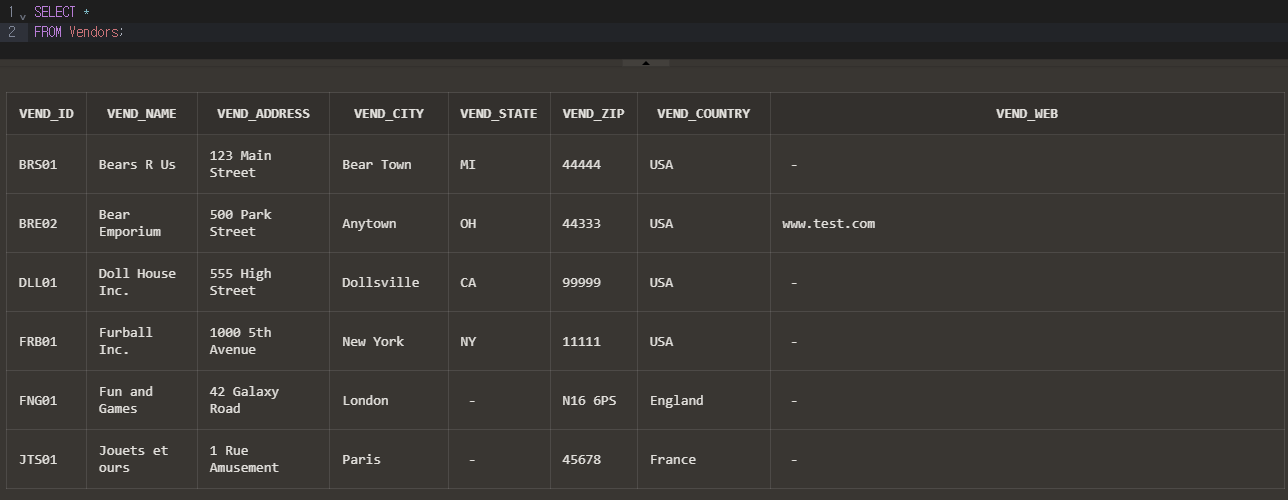 1 SELECT *
2 FROM Vendors;
VEND_ID VEND_NAME VEND_ADDRESS VEND_CITY VEND_STATE VEND_ZIP VEND_COUNTRY VEND_WEB
BRS01 Bears R Us 123 Main Street Bear Town MI 44444 USA -
BRE02 Bear Emporium 500 Park Street Anytown OH 44333 USA www.test.com
DLL01 Doll House Inc. 555 High Street Dollsville CA 99999 USA -
FRB01 Furball Inc. 1000 5th Avenue New York NY 11111 USA -
FNG01 Fun and Games 42 Galaxy Road London - N16 6PS England -
JTS01 Jouets et ours 1 Rue Amusement Paris - 45678 France -